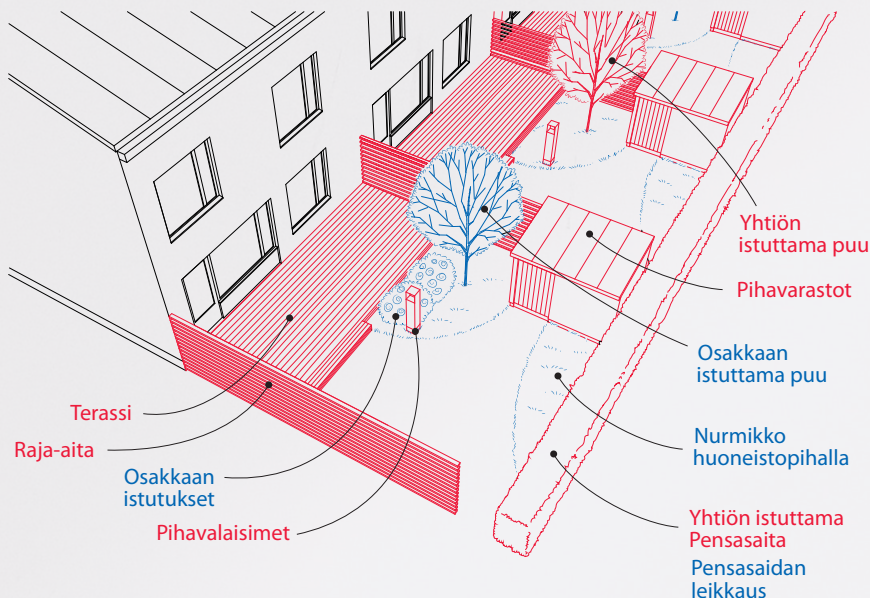 Yhtiön
istuttama puu
Pihavarastot
Osakkaan
istuttama puu
Terassi
Raja-aita
Nurmikko
huoneistopihalla
Osakkaan
istutukset
Pihavalaisimet
Yhtiön istuttama
Pensasaita
Pensasaidan
leikkaus